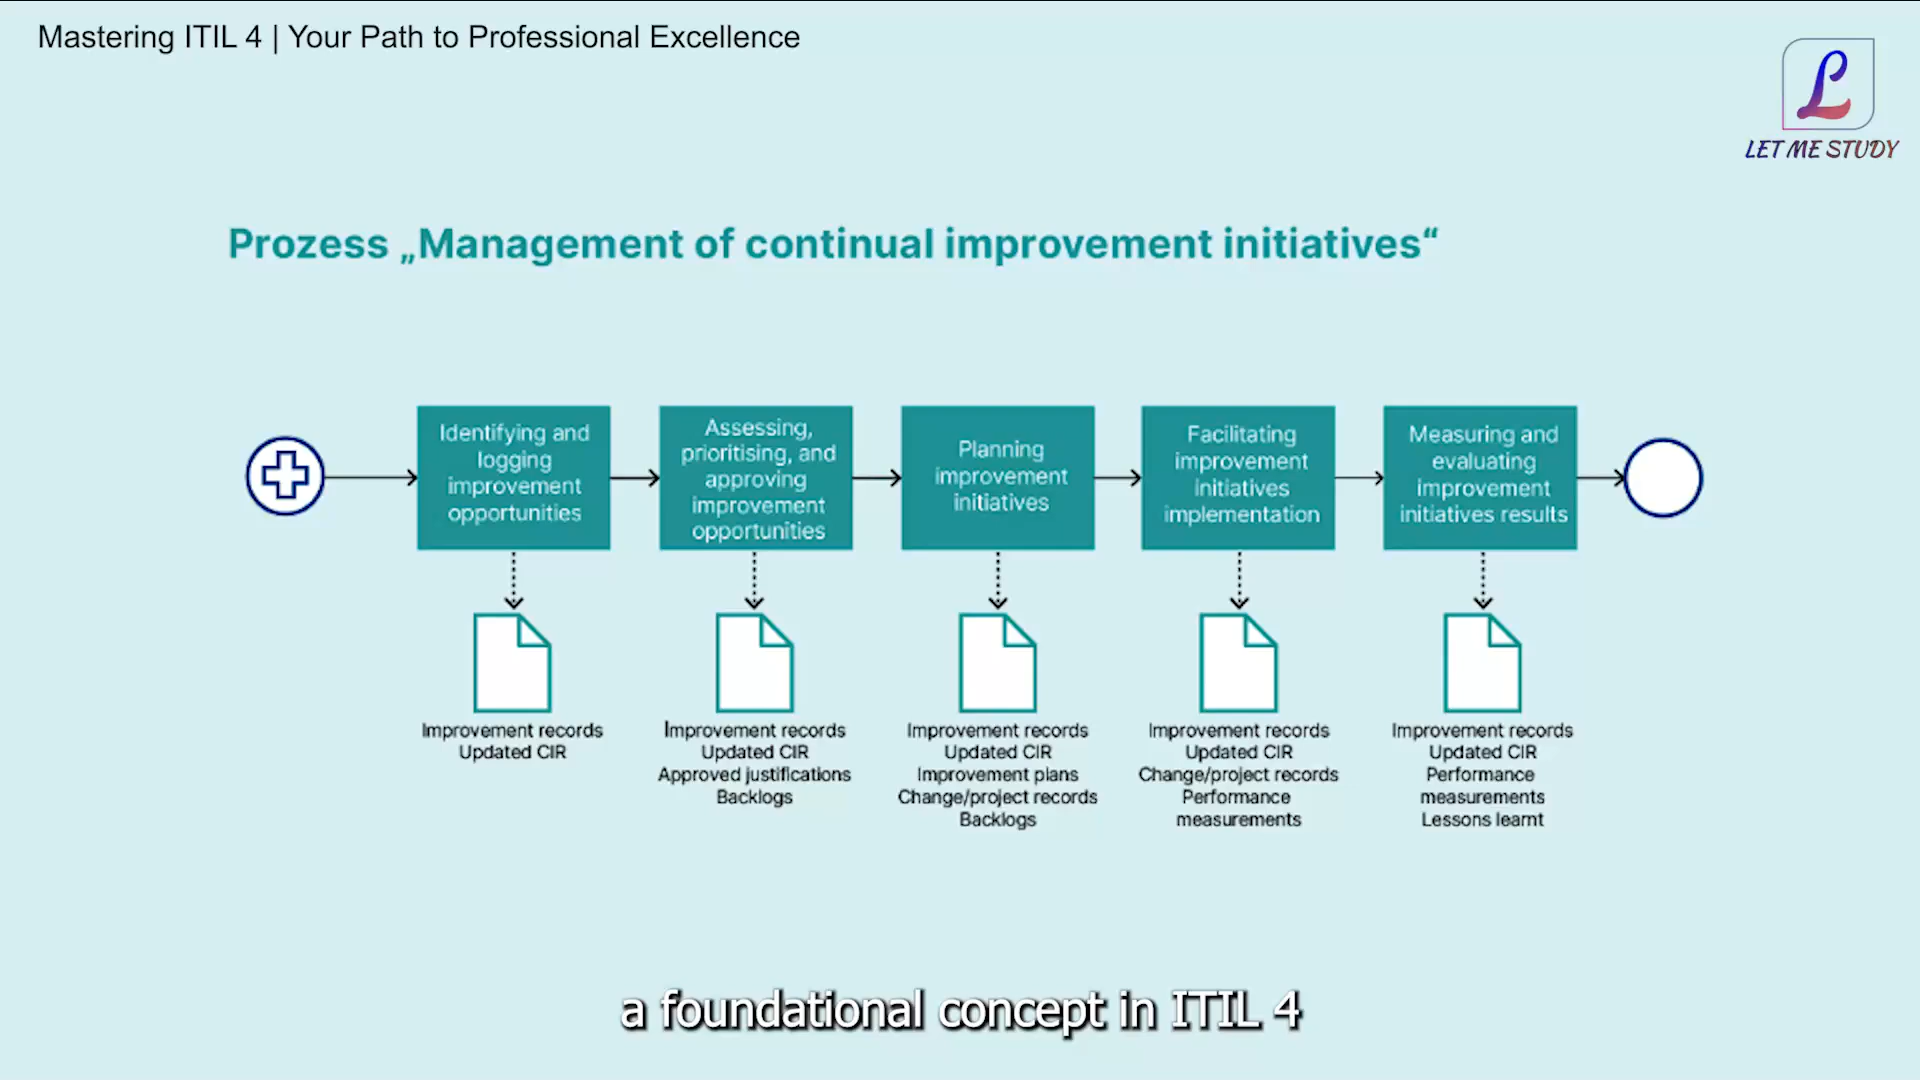 Mastering ITIL 4 | Your Path to Professional Excellence
L
LET ME STUDY
Prozess „Management of continual improvement initiatives“
Identifying and
logging
improvement
opportunities
Assessing,
prioritising, and
approving
improvement
opportunities
Planning
improvement
initiatives
Facilitating
improvement
initiatives
implementation
Measuring and
evaluating
improvement
initiatives results
Improvement records
Updated CIR
Improvement records
Updated CIR
Approved justifications
Backlogs
Improvement records
Updated CIR
Improvement plans
Change/project records
Backlogs
Improvement records
Updated CIR
Change/project records
Performance
measurements
Improvement records
Updated CIR
Performance
measurements
Lessons learnt
a foundational concept in ITIL 4